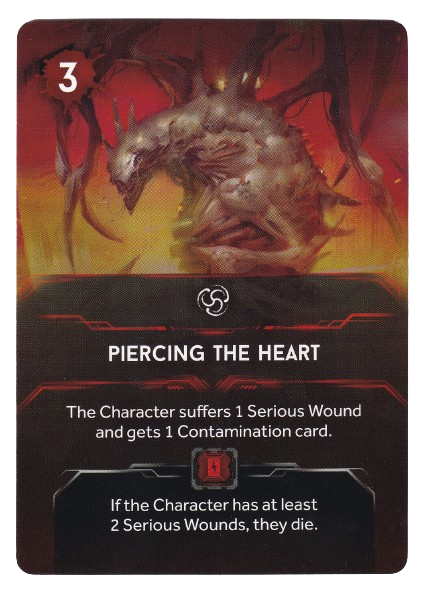 3
PIERCING THE HEART
The Character suffers 1 Serious Wound
and gets 1 Contamination card.
If the Character has at least
2 Serious Wounds, they die.